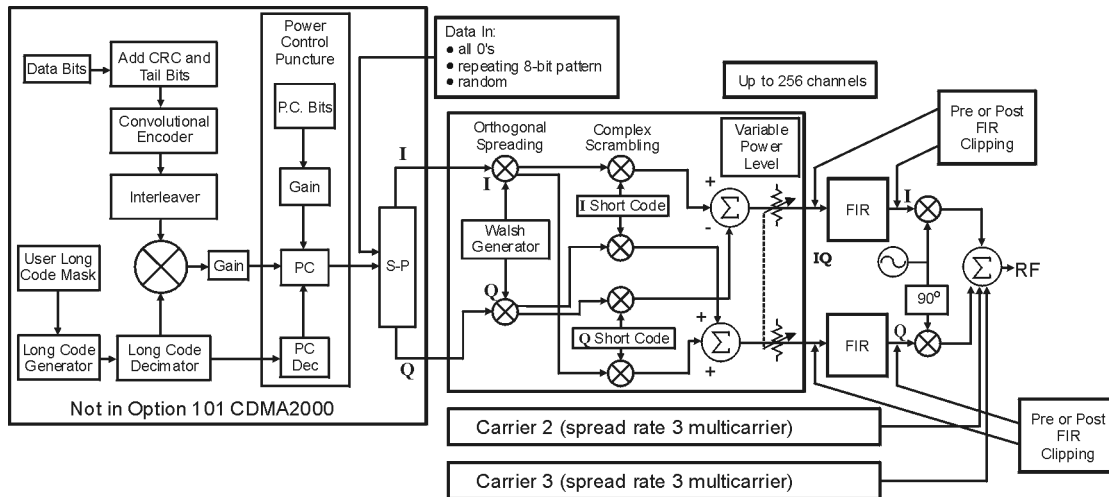 Data Bits
Add CRC and
Tail Bits
Convolutional
Encoder
Interleaver
User Long
Code Mask
Gain
Long Code
Generator
Long Code
Decimator
Power
Control
Puncture
P.C. Bits
Gain
PC
PC
Dec
Not in Option 101 CDMA2000
Data In:
● all 0's
● repeating 8-bit pattern
● random
I
S-P
Q
Up to 256 channels
Orthogonal
Spreading
Complex
Scrambling
Variable
Power
Level
I
I Short Code
Walsh
Generator
Q
Q Short Code
+
Σ
-
+
Σ
+
IQ
Pre or Post
FIR
Clipping
FIR
I
90º
Σ
RF
FIR
Q
Carrier 2 (spread rate 3 multicarrier)
Carrier 3 (spread rate 3 multicarrier)
Pre or Post
FIR
Clipping